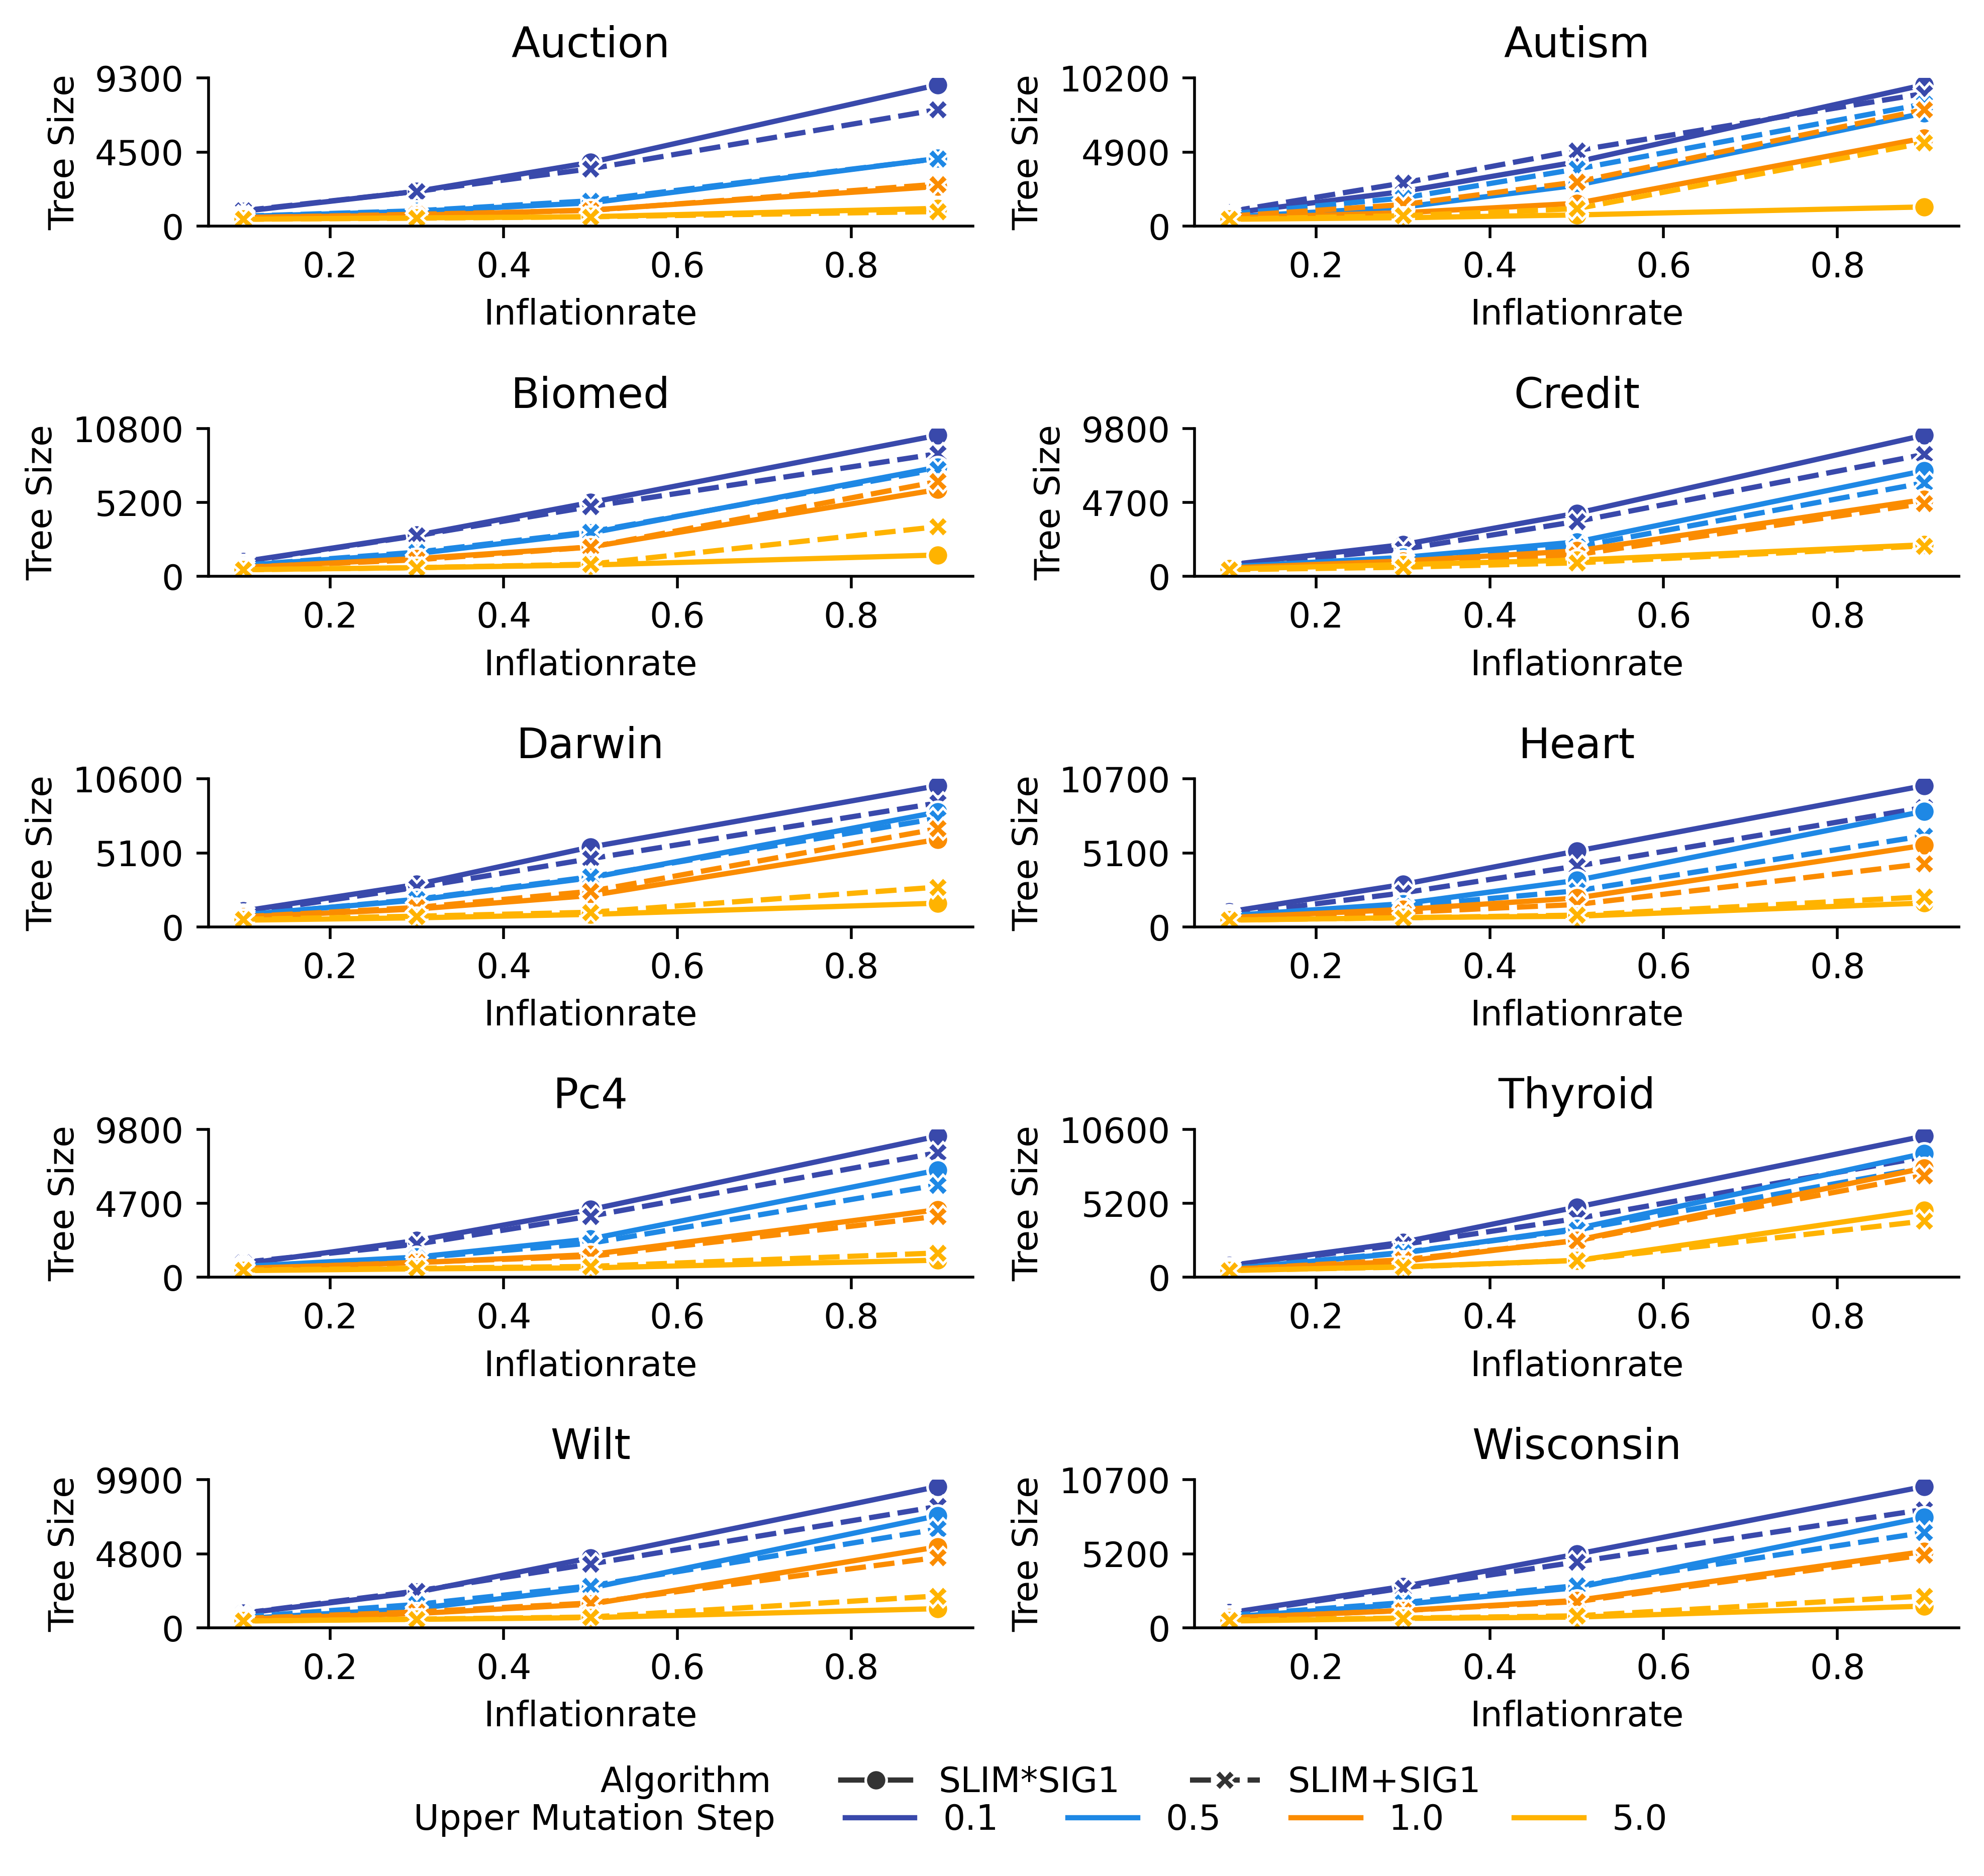 Auction
Tree Size
9300
4500
0
0.2 0.4 0.6 0.8
Inflationrate
Autism
Tree Size
10200
4900
0
0.2 0.4 0.6 0.8
Inflationrate
Biomed
Tree Size
10800
5200
0
0.2 0.4 0.6 0.8
Inflationrate
Credit
Tree Size
9800
4700
0
0.2 0.4 0.6 0.8
Inflationrate
Darwin
Tree Size
10600
5100
0
0.2 0.4 0.6 0.8
Inflationrate
Heart
Tree Size
10700
5100
0
0.2 0.4 0.6 0.8
Inflationrate
Pc4
Tree Size
9800
4700
0
0.2 0.4 0.6 0.8
Inflationrate
Thyroid
Tree Size
10600
5200
0
0.2 0.4 0.6 0.8
Inflationrate
Wilt
Tree Size
9900
4800
0
0.2 0.4 0.6 0.8
Inflationrate
Wisconsin
Tree Size
10700
5200
0
0.2 0.4 0.6 0.8
Inflationrate
Algorithm SLIM*SIG1 SLIM+SIG1
Upper Mutation Step 0.1 0.5 1.0 5.0